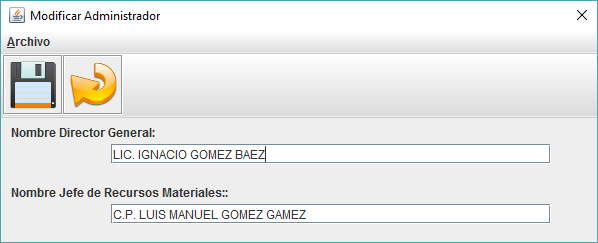 Modificar Administrador
Archivo
Nombre Director General:
LIC. IGNACIO GOMEZ BAEZ
Nombre Jefe de Recursos Materiales::
C.P. LUIS MANUEL GOMEZ GAMEZ